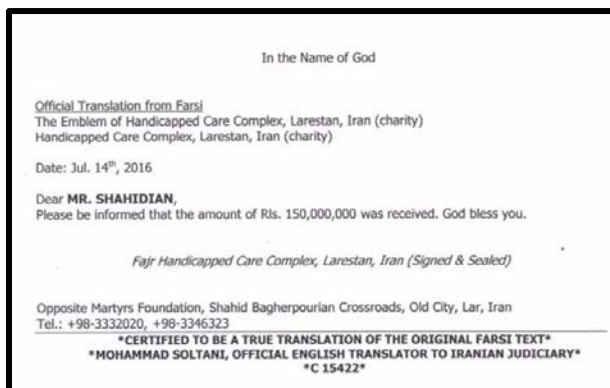 In the Name of God
Official Translation from Farsi
The Emblem of Handicapped Care Complex, Larestan, Iran (charity)
Handicapped Care Complex, Larestan, Iran (charity)
Date: Jul. 14th, 2016
Dear MR. SHAHIDIAN,
Please be informed that the amount of Rls. 150,000,000 was received. God bless you.
Fajr Handicapped Care Complex, Larestan, Iran (Signed & Sealed)
Opposite Martyrs Foundation, Shahid Bagherpourian Crossroads, Old City, Lar, Iran
Tel.: +98-3332020, +98-3346323
*CERTIFIED TO BE A TRUE TRANSLATION OF THE ORIGINAL FARSI TEXT*
*MOHAMMAD SOLTANI, OFFICIAL ENGLISH TRANSLATOR TO IRANIAN JUDICIARY*
*C 15422*